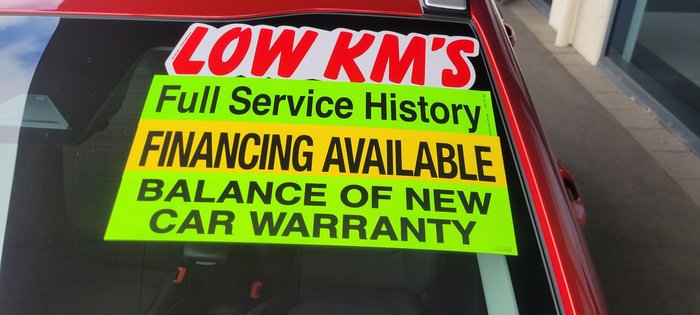 LOW KM'S
Full Service History
FINANCING AVAILABLE
BALANCE OF NEW
CAR WARRANTY